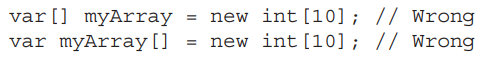 var[] myArray = new int[10]; // Wrong
var myArray[] = new int[10]; // Wrong